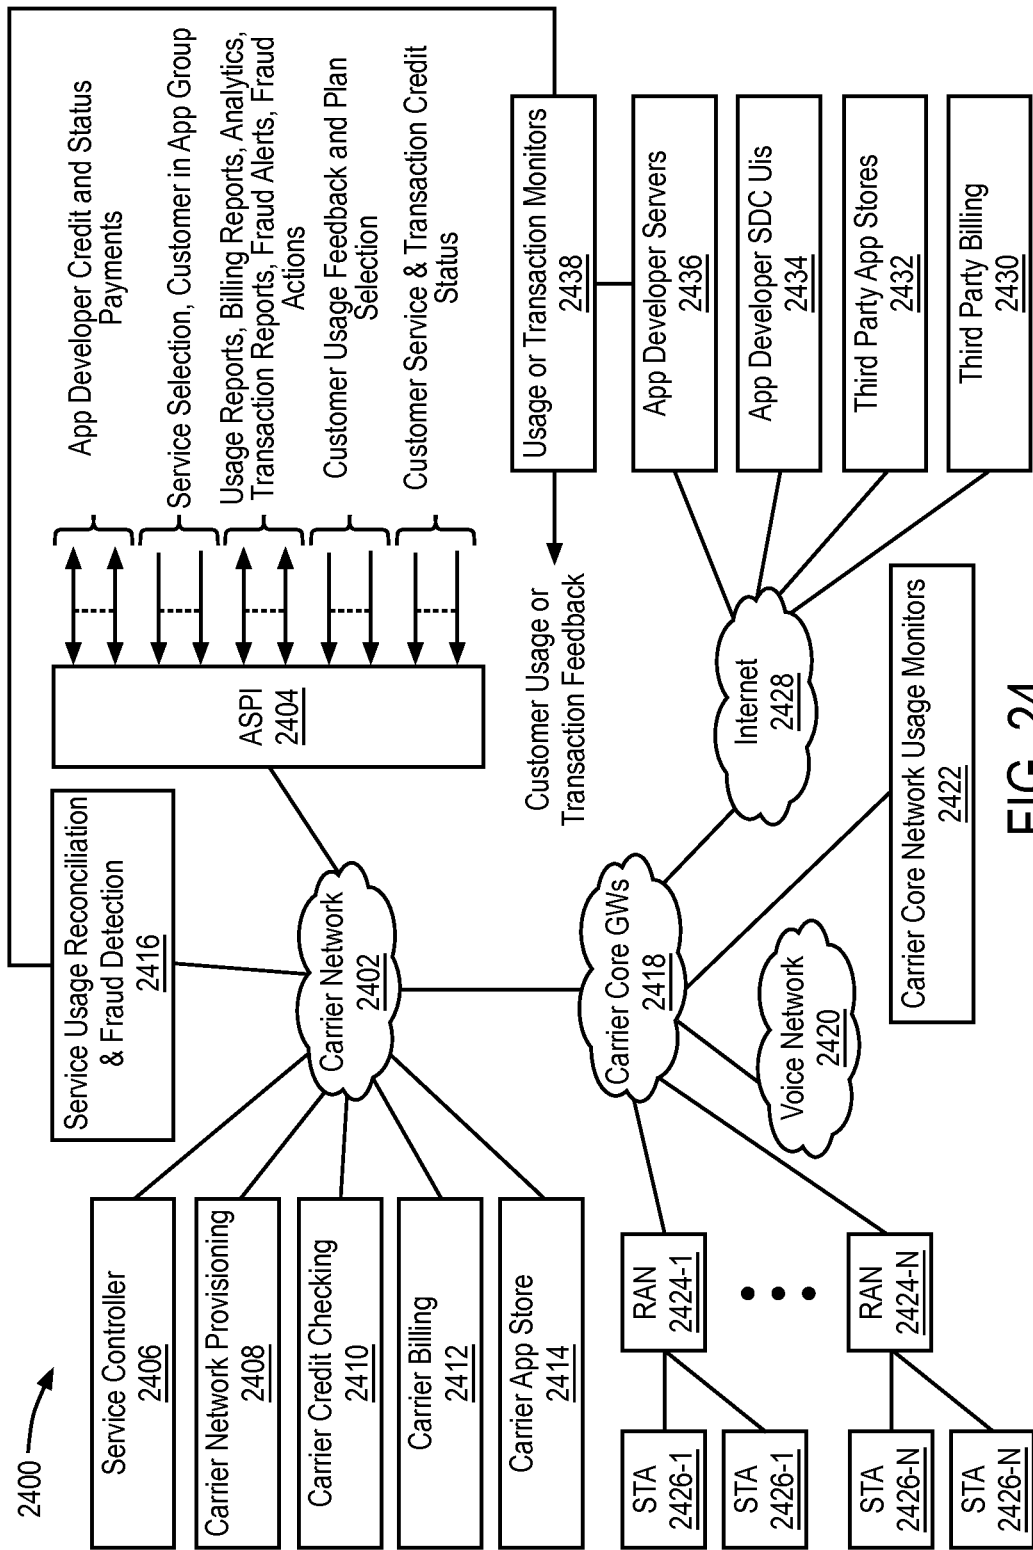 2400
Service Controller
2406
Carrier Network Provisioning
2408
Carrier Credit Checking
2410
Carrier Billing
2412
Carrier App Store
2414
Service Usage Reconciliation
& Fraud Detection
2416
Carrier Network
2402
ASPI
2404
App Developer Credit and Status
Payments
Service Selection, Customer in App Group
Usage Reports, Billing Reports, Analytics,
Transaction Reports, Fraud Alerts, Fraud
Actions
Customer Usage Feedback and Plan
Selection
Customer Service & Transaction Credit
Status
Customer Usage or
Transaction Feedback
Usage or Transaction Monitors
2438
App Developer Servers
2436
App Developer SDC Uis
2434
Third Party App Stores
2432
Third Party Billing
2430
Internet
2428
Carrier Core GWs
2418
Voice Network
2420
Carrier Core Network Usage Monitors
2422
RAN
2424-1
RAN
2424-N
STA
2426-1
STA
2426-1
STA
2426-N
STA
2426-N
FIG. 24